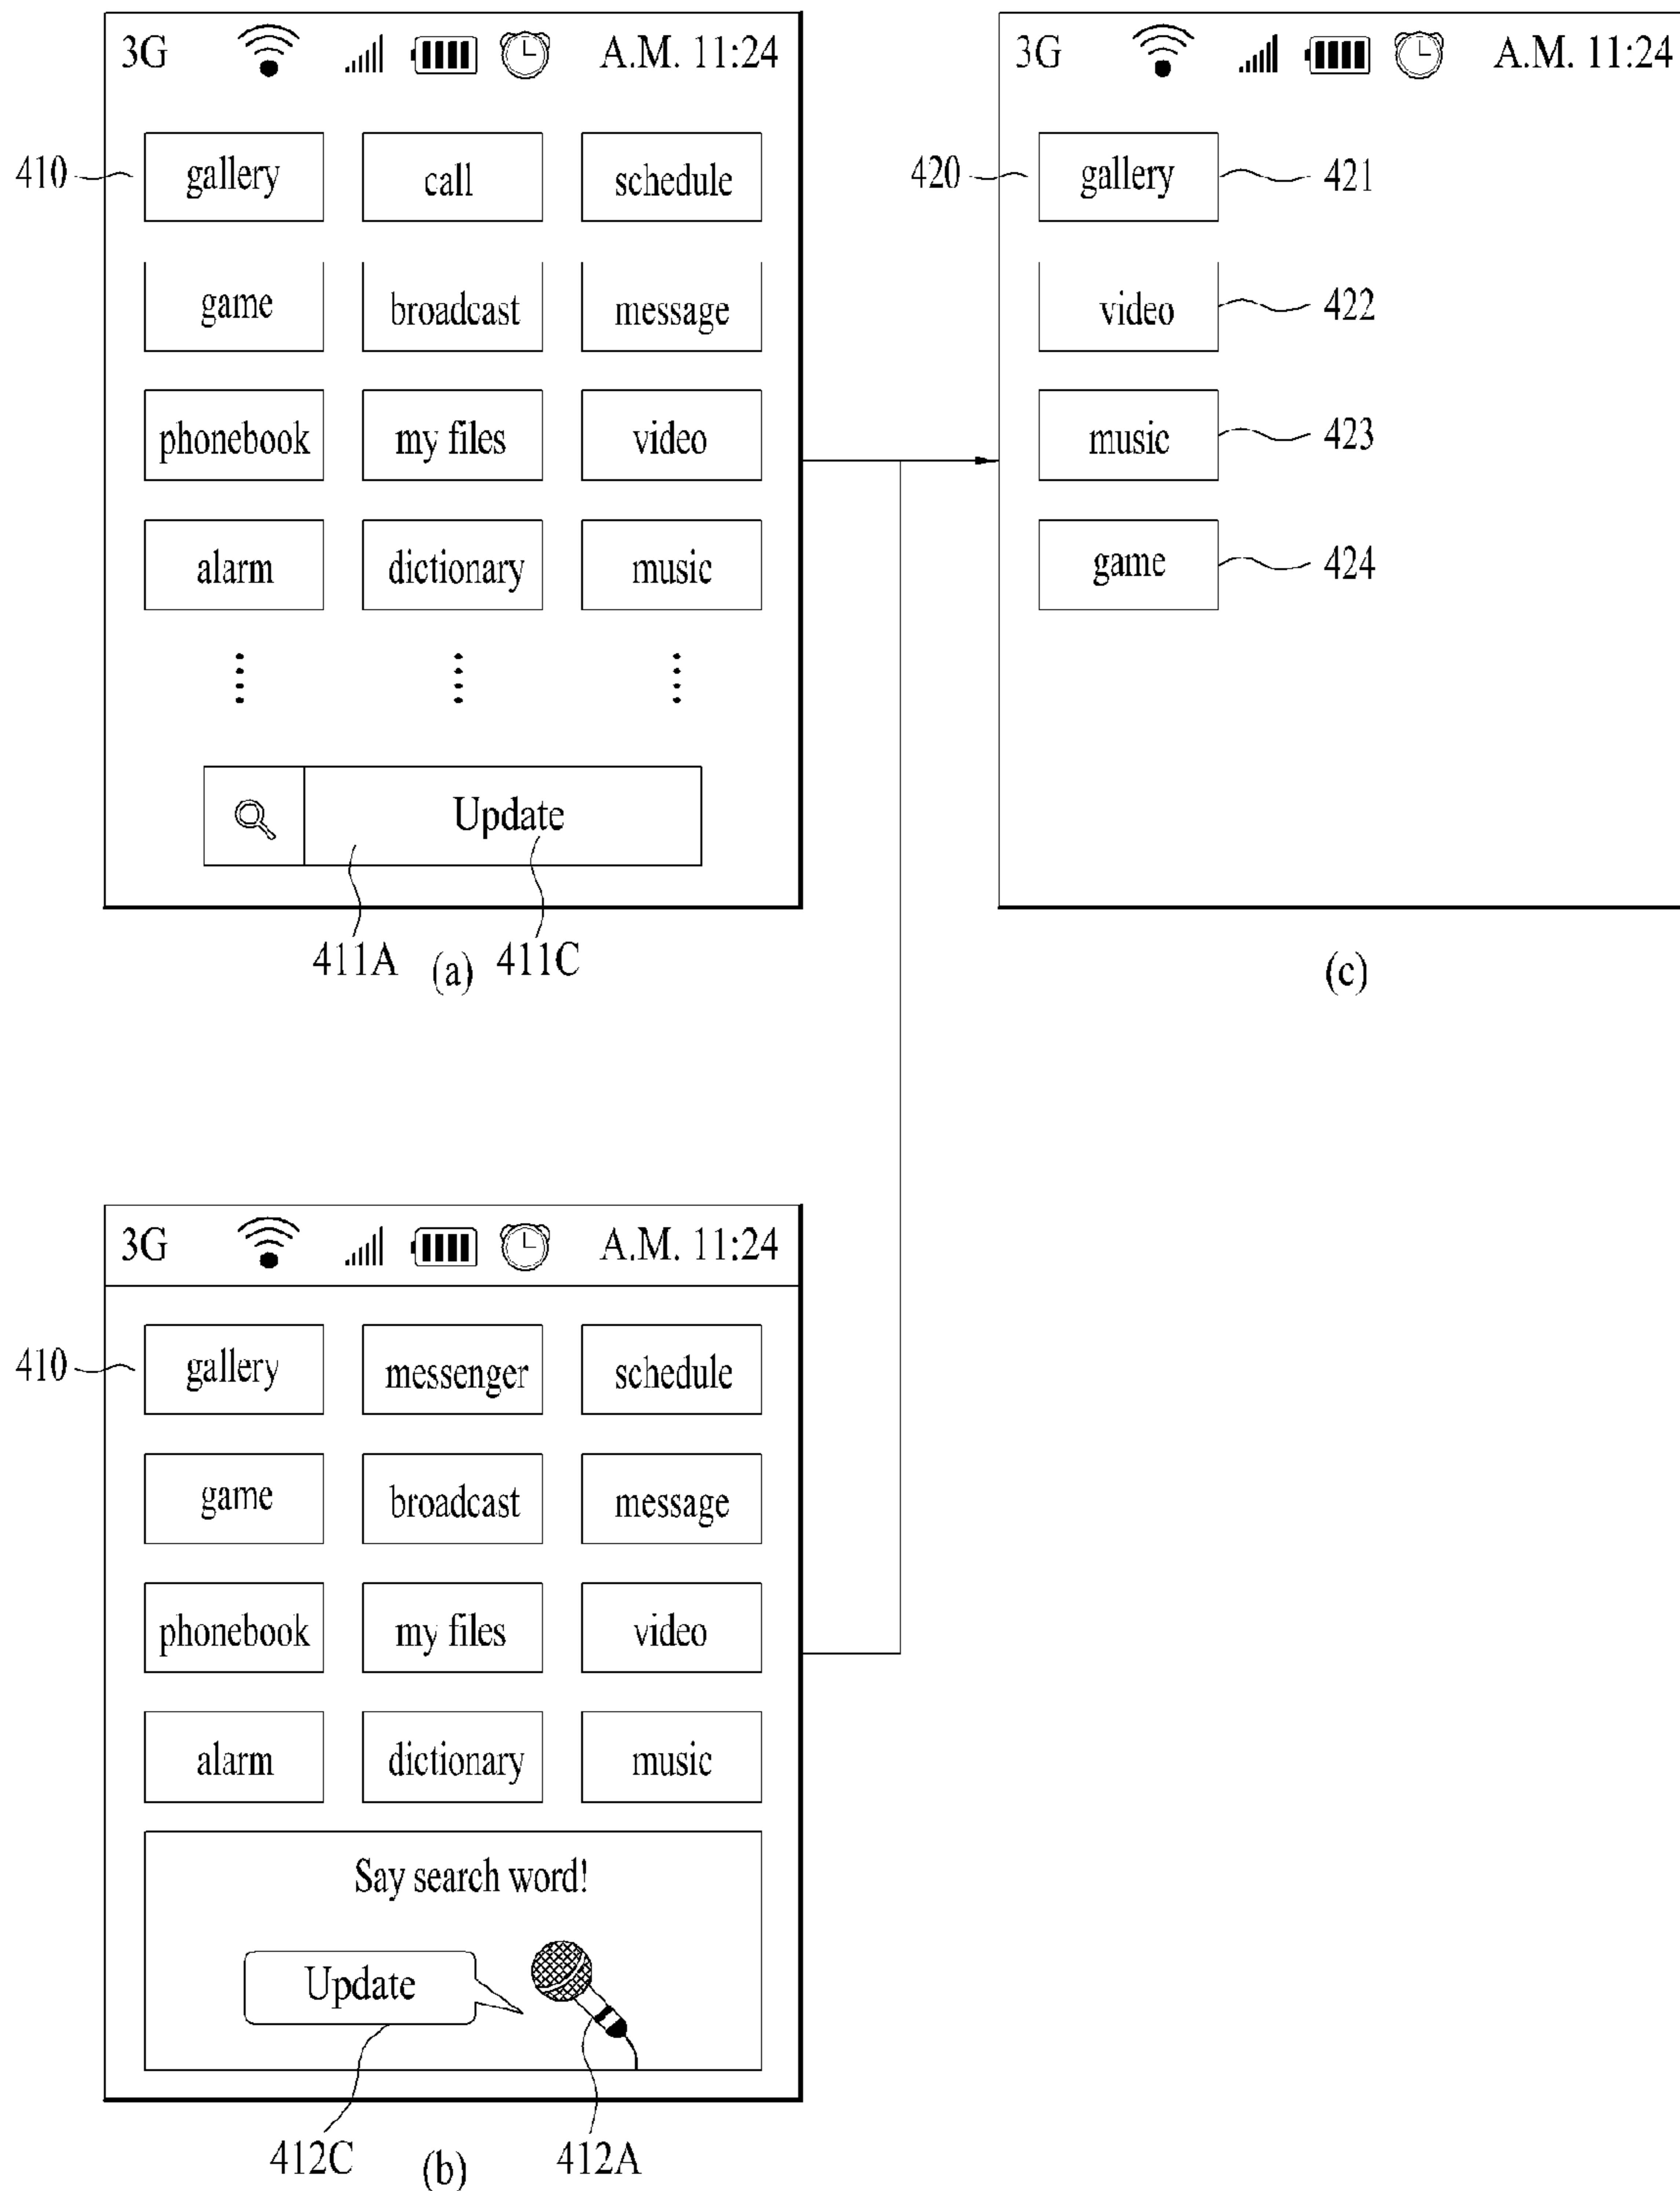 3G A.M. 11:24
410 gallery call schedule
game broadcast message
phonebook my files video
alarm dictionary music
Update
411A (a) 411C
3G A.M. 11:24
420 gallery 421
video 422
music 423
game 424
(c)
3G A.M. 11:24
410 gallery messenger schedule
game broadcast message
phonebook my files video
alarm dictionary music
Say search word!
Update
412C (b) 412A